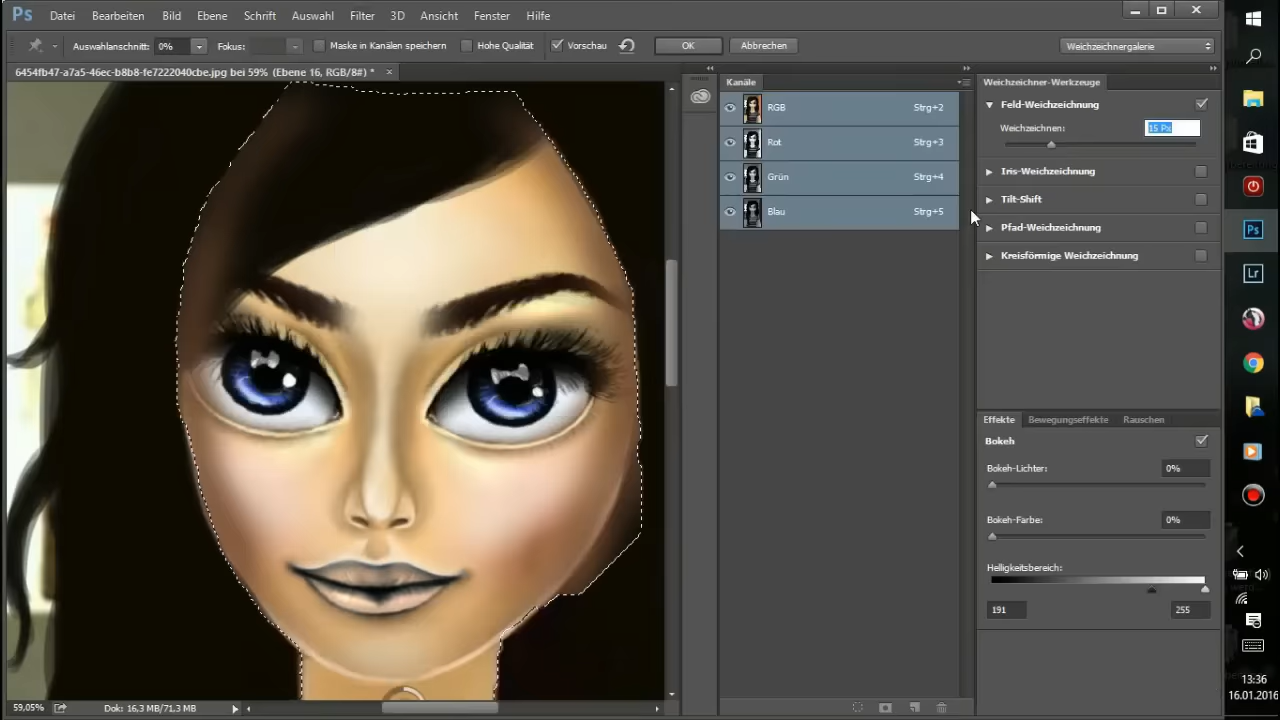 Ps Datei Bearbeiten Bild Ebene Schrift Auswahl Filter 3D Ansicht Fenster Hilfe
Auswahlanschnitt: 0% Fokus: Maske in Kanälen speichern Hohe Qualität Vorschau OK Abbrechen Weichzeichnergalerie
6454fb47-a7a5-46ec-b8b8-fe7222040cbe.jpg bei 59% (Ebene 16, RGB/8#) *
Kanäle
RGB Strg+2
Rot Strg+3
Grün Strg+4
Blau Strg+5
Weichzeichner-Werkzeuge
Feld-Weichzeichnung
Weichzeichnen: 15 Px
Iris-Weichzeichnung
Tilt-Shift
Pfad-Weichzeichnung
Kreisförmige Weichzeichnung
Effekte Bewegungseffekte Rauschen
Bokeh
Bokeh-Lichter: 0%
Bokeh-Farbe: 0%
Helligkeitsbereich:
191 255
59,05% Dok: 16,3 MB/71,3 MB
Ps
Lr
13:36
16.01.2016